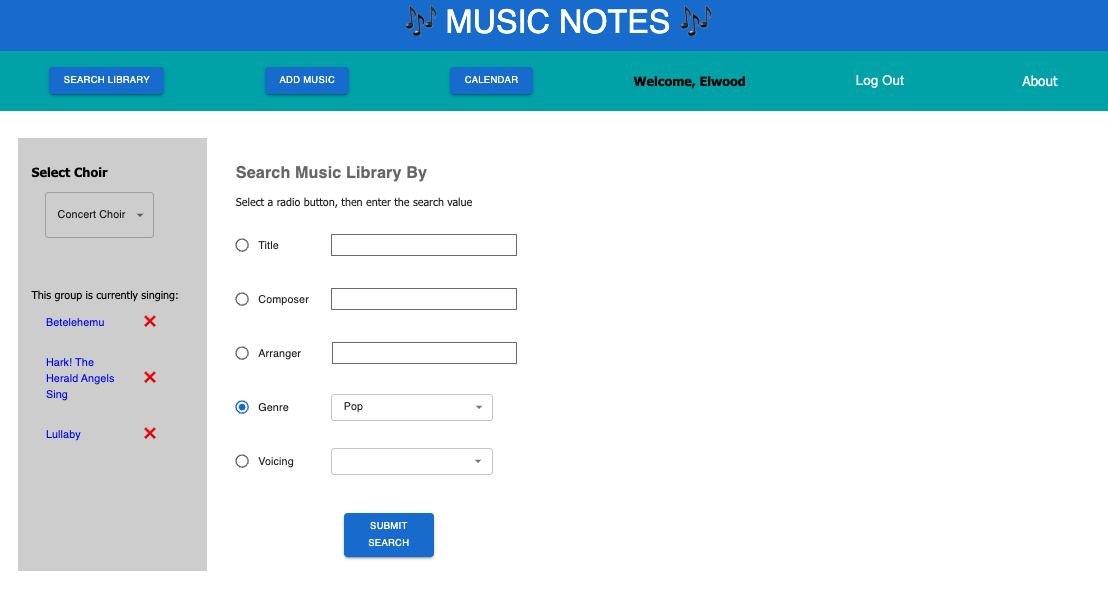 🎶 MUSIC NOTES 🎶
SEARCH LIBRARY ADD MUSIC CALENDAR Welcome, Elwood Log Out About
Select Choir
Concert Choir
This group is currently singing:
Betelehemu
Hark! The
Herald Angels
Sing
Lullaby
Search Music Library By
Select a radio button, then enter the search value
Title
Composer
Arranger
Genre Pop
Voicing
SUBMIT
SEARCH